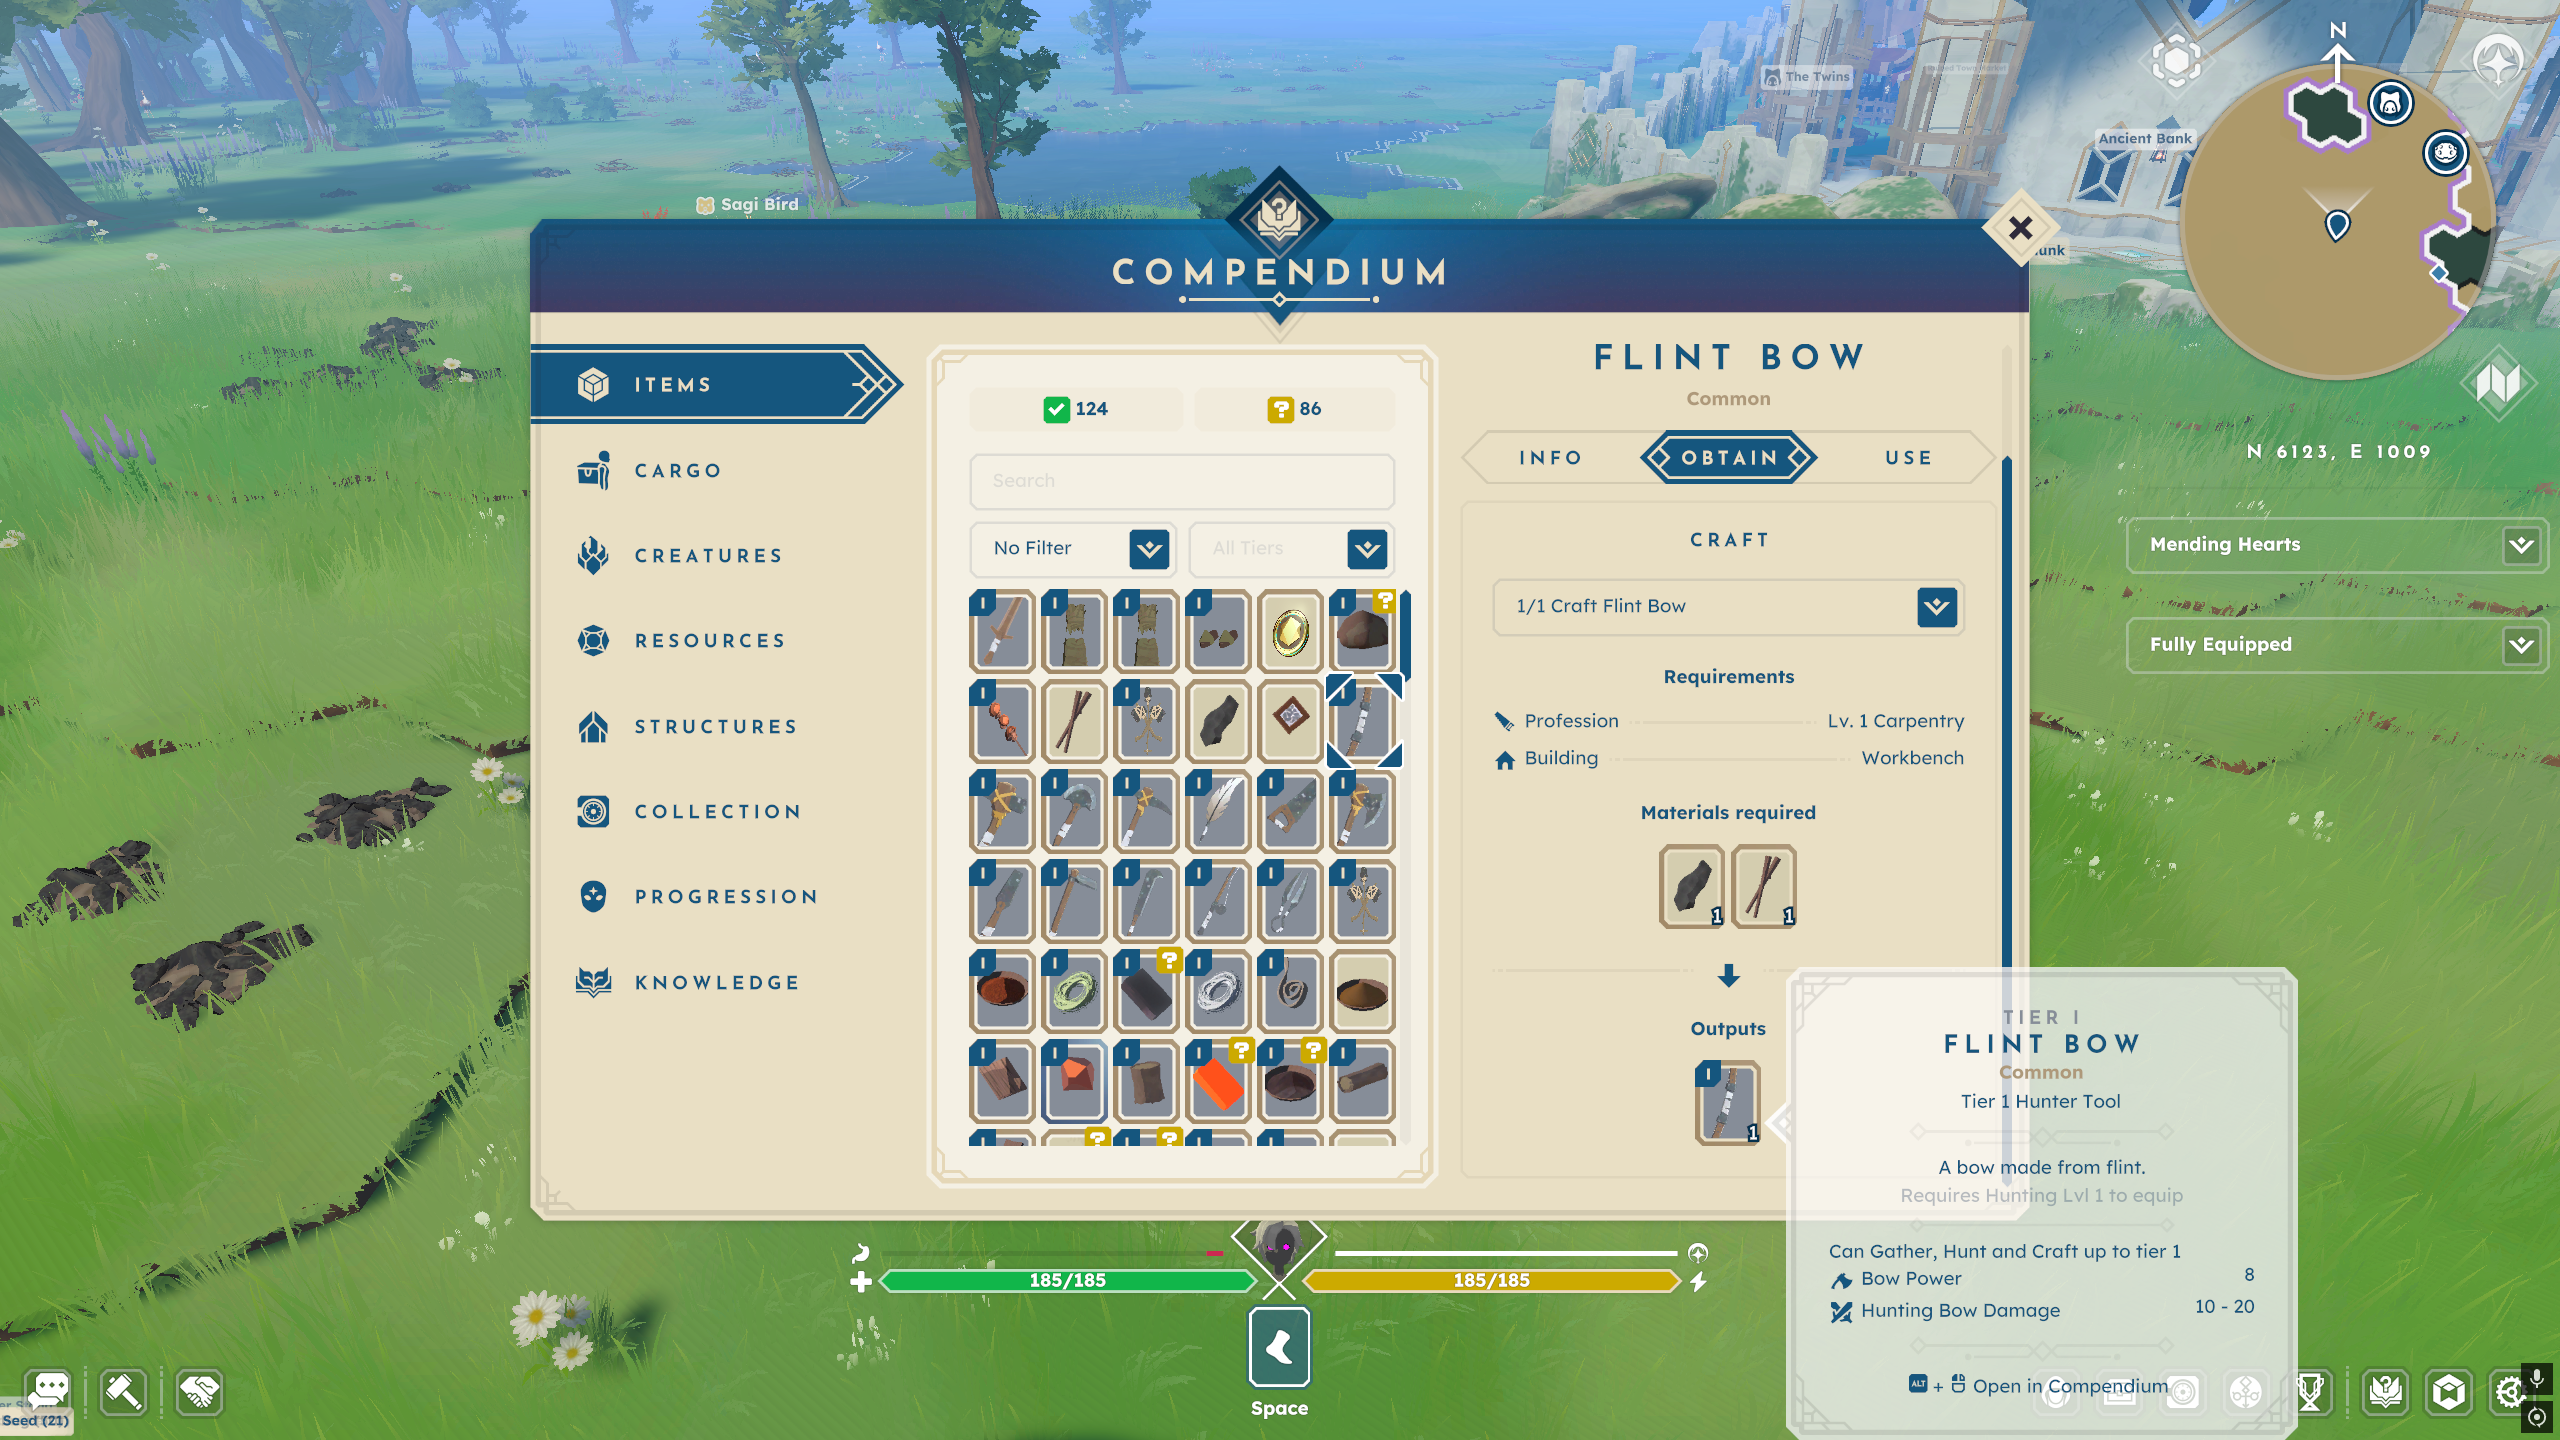 The Twins
N
Ancient Bank
Sagi Bird
COMPENDIUM
unk
ITEMS
CARGO
CREATURES
RESOURCES
STRUCTURES
COLLECTION
PROGRESSION
KNOWLEDGE
124
? 86
Search
No Filter
All Tiers
FLINT BOW
Common
INFO
OBTAIN
USE
CRAFT
1/1 Craft Flint Bow
Requirements
Profession Lv. 1 Carpentry
Building Workbench
Materials required
1 1
Outputs
I
1
N 6123, E 1009
Mending Hearts
Fully Equipped
TIER I
FLINT BOW
Common
Tier 1 Hunter Tool
A bow made from flint.
Requires Hunting Lvl 1 to equip
Can Gather, Hunt and Craft up to tier 1
Bow Power 8
Hunting Bow Damage 10 - 20
ALT + Open in Compendium
185/185
185/185
Space
Seed (21)